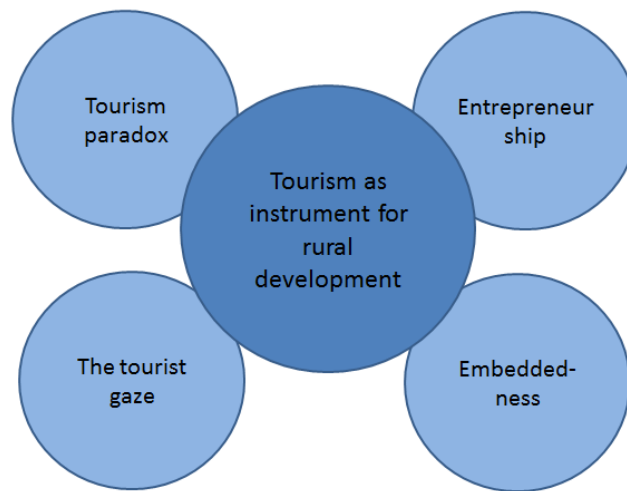 Tourism
paradox
Entrepreneur
ship
Tourism as
instrument for
rural
development
The tourist
gaze
Embedded-
ness